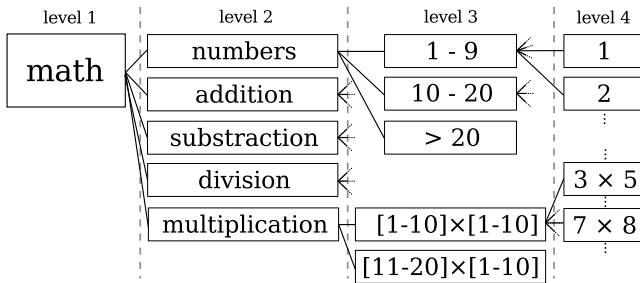 level 1
level 2
level 3
level 4
math
numbers
addition
substraction
division
multiplication
1 - 9
10 - 20
> 20
[1-10]×[1-10]
[11-20]×[1-10]
1
2
3 × 5
7 × 8